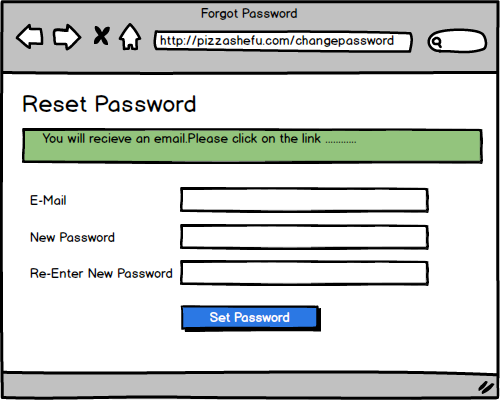 Forgot Password
http://pizzashefu.com/changepassword
Reset Password
You will recieve an email.Please click on the link ............
E-Mail
New Password
Re-Enter New Password
Set Password